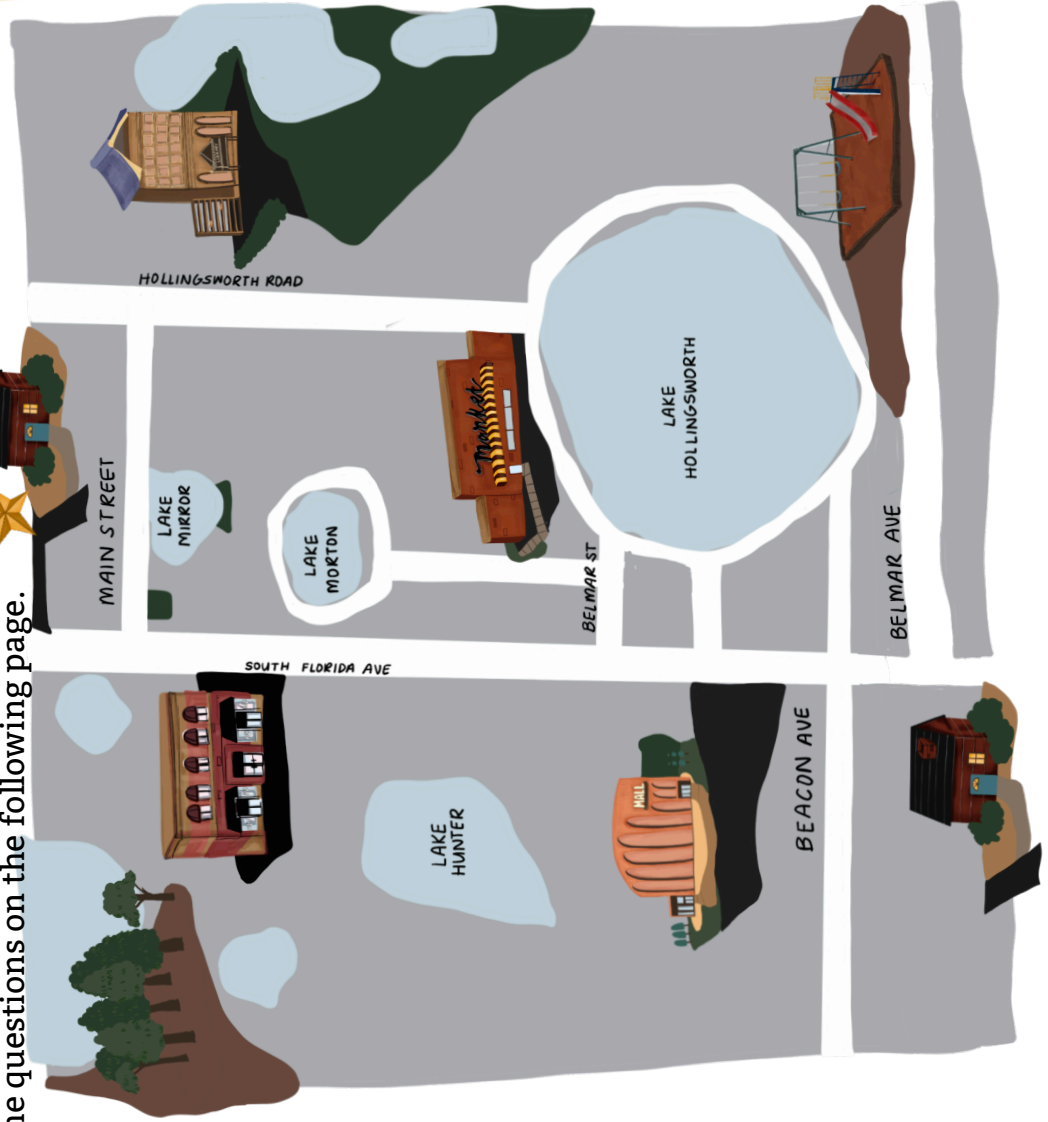 questions on the following page.
MAIN STREET
HOLLINGSWORTH ROAD
LAKE
MIRROR
SOUTH FLORIDA AVE
LAKE
MORTON
LAKE
HUNTER
Market
BELMAR ST
MALL
LAKE
HOLLINGSWORTH
BEACON AVE
BELMAR AVE